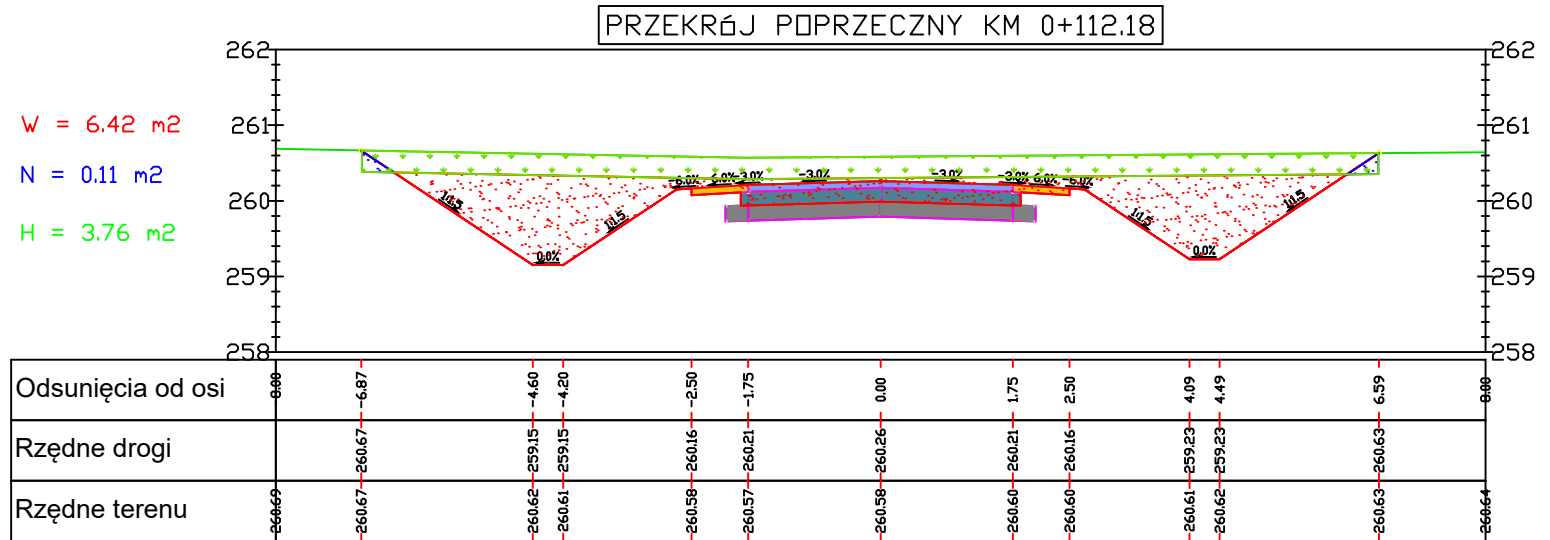 PRZEKRóJ POPRZECZNY KM 0+112.18
262 262
W = 6.42 m2
261 261
N = 0.11 m2
-6.0% 6.0% -3.0% -3.0% -3.0% -3.0% 6.0% -6.0%
260 260
1:1.5 1:1.5 1:1.5 1:1.5
H = 3.76 m2
0.0% 0.0%
259 259
258 258
Odsunięcia od osi 8.00 -6.87 -4.60 -4.20 -2.50 -1.75 0.00 1.75 2.50 4.09 4.49 6.59 8.00
Rzędne drogi 260.67 259.15 259.15 260.16 260.21 260.26 260.21 260.16 259.23 259.23 260.63
Rzędne terenu 260.69 260.67 260.62 260.61 260.58 260.57 260.58 260.60 260.60 260.61 260.62 260.63 260.64